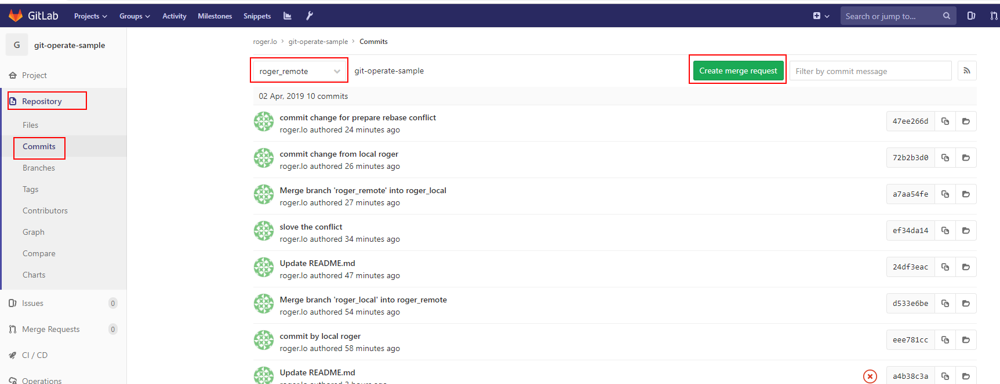 GitLab Projects Groups Activity Milestones Snippets Search or jump to...
G git-operate-sample
Project
Repository
Files
Commits
Branches
Tags
Contributors
Graph
Compare
Charts
Issues 0
Merge Requests 0
CI / CD
Operations
roger.lo › git-operate-sample › Commits
roger_remote git-operate-sample Create merge request Filter by commit message
02 Apr, 2019 10 commits
commit change for prepare rebase conflict
roger.lo authored 24 minutes ago
47ee266d
commit change from local roger
roger.lo authored 26 minutes ago
72b2b3d0
Merge branch 'roger_remote' into roger_local
roger.lo authored 27 minutes ago
a7aa54fe
slove the conflict
roger.lo authored 34 minutes ago
ef34da14
Update README.md
roger.lo authored 47 minutes ago
24df3eac
Merge branch 'roger_local' into roger_remote
roger.lo authored 54 minutes ago
d533e6be
commit by local roger
roger.lo authored 58 minutes ago
eee781cc
Update README.md
roger.lo authored 3 hours ago
a4b38c3a